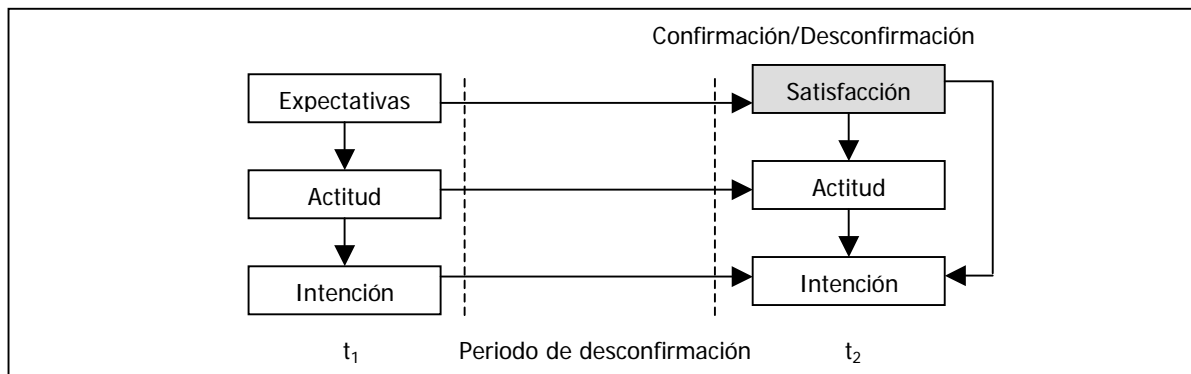 Confirmación/Desconfirmación
Expectativas
Satisfacción
Actitud
Actitud
Intención
Intención
t₁ Periodo de desconfirmación t₂